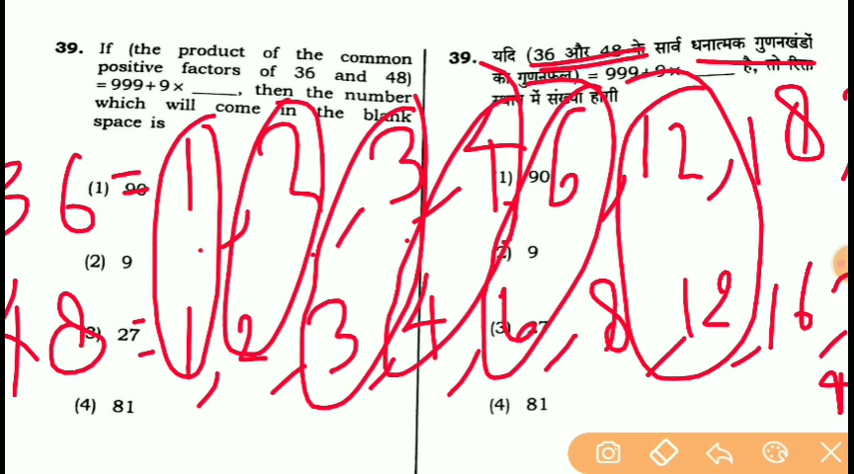 39. If (the product of the common
positive factors of 36 and 48)
= 999+9× _____, then the number
which will come in the blank
space is
(1) 90
(2) 9
(3) 27
(4) 81
39. यदि (36 और 48 के सार्व धनात्मक गुणनखंडों
का गुणनफल) = 999+9× _____ है, तो रिक्त
स्थान में संख्या होगी
(1) 90
(2) 9
(3) 27
(4) 81
36 = 1, 2, 3, 4, 6, 12, 18,
48 = 1, 2, 3, 4, 6, 8, 12, 16,